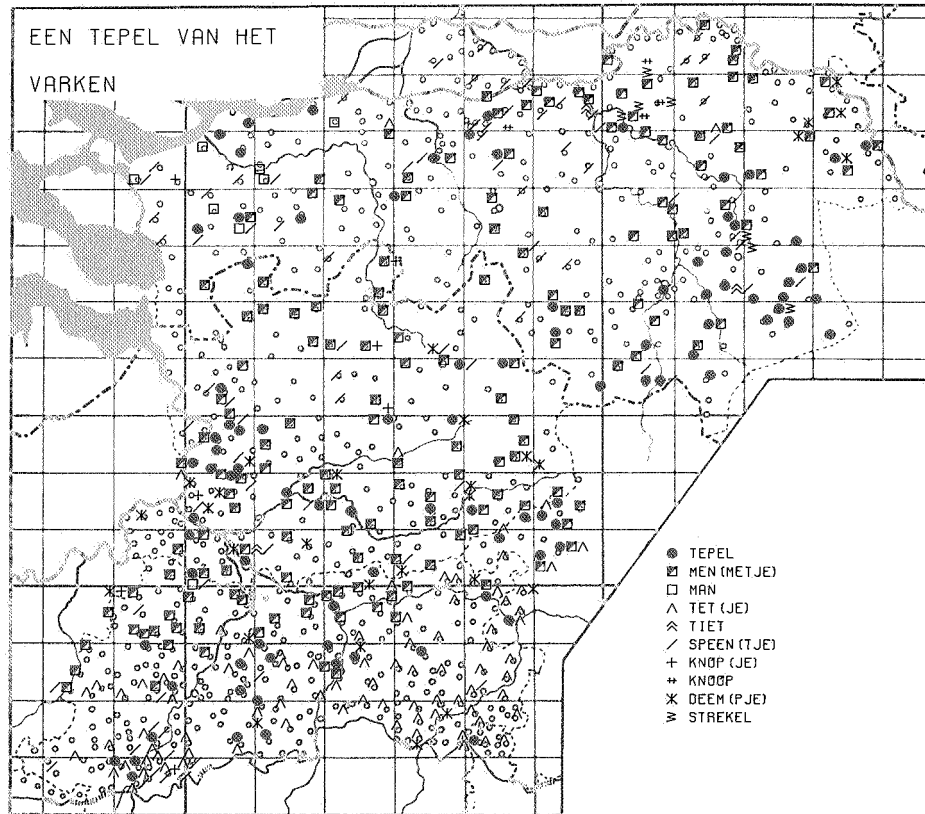 EEN TEPEL VAN HET
VARKEN
TEPEL
MEN (METJE)
MAN
TET (JE)
TIET
SPEEN (TJE)
KNOP (JE)
KNOOP
DEEM (PJE)
STREKEL